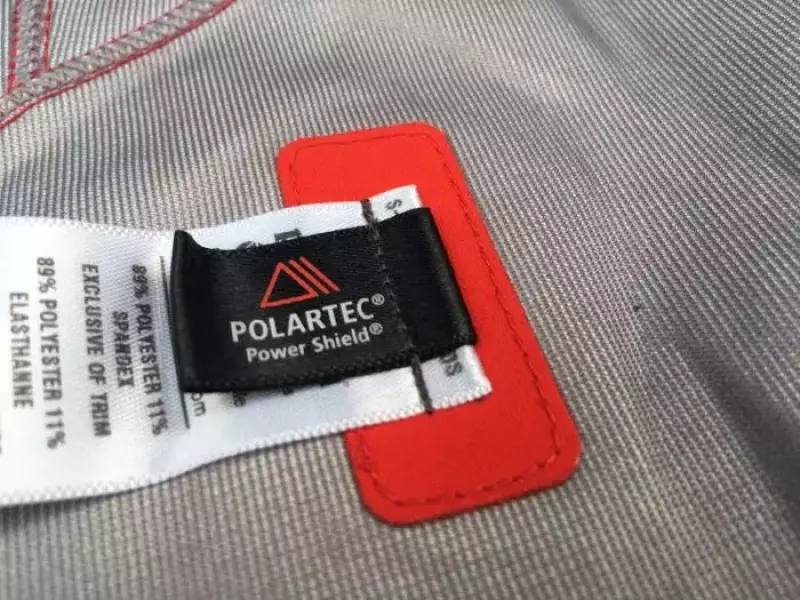 POLARTEC®
Power Shield®
89% POLYESTER 11%
SPANDEX
EXCLUSIVE OF TRIM
89% POLYESTER 11%
ELASTHANNE